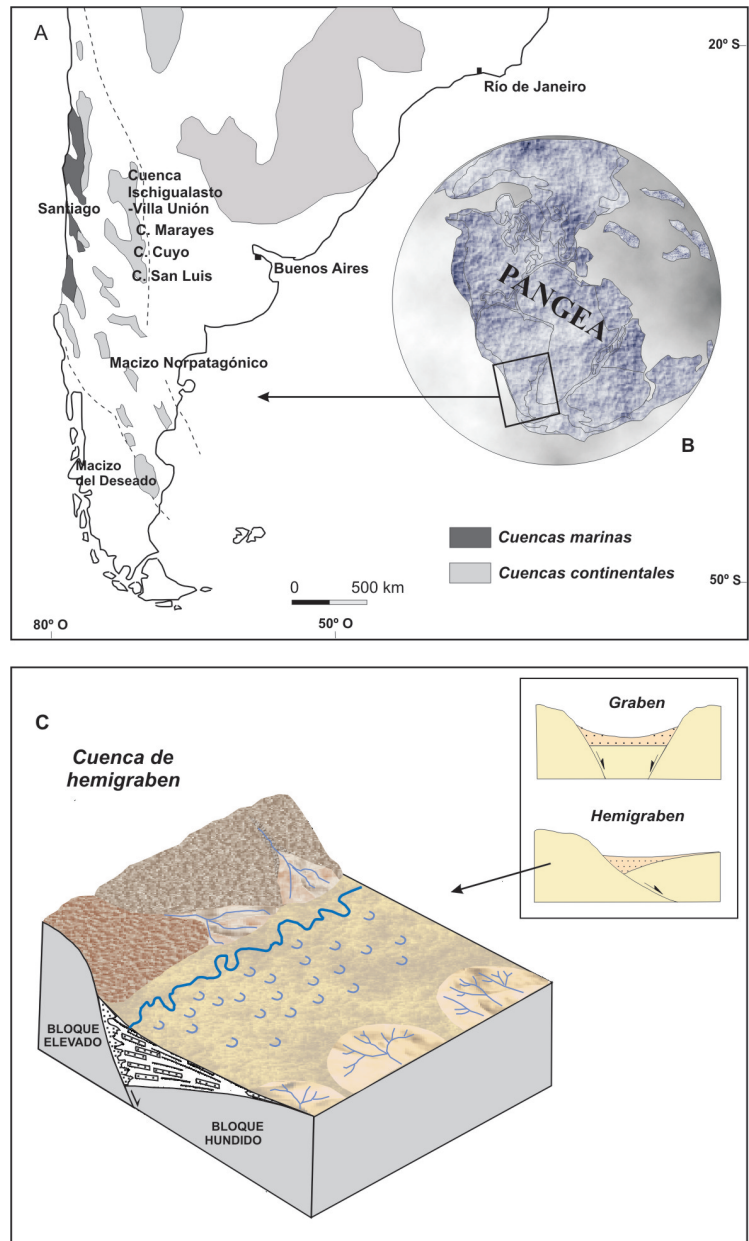 A
20º S
Río de Janeiro
Cuenca
Ischigualasto
-Villa Unión
Santiago
C. Marayes
C. Cuyo
Buenos Aires
C. San Luis
PANGEA
Macizo Norpatagónico
B
Macizo
del Deseado
Cuencas marinas
Cuencas continentales
0 500 km
50º S
80º O
50º O
C
Cuenca de
hemigraben
Graben
Hemigraben
BLOQUE
ELEVADO
BLOQUE
HUNDIDO